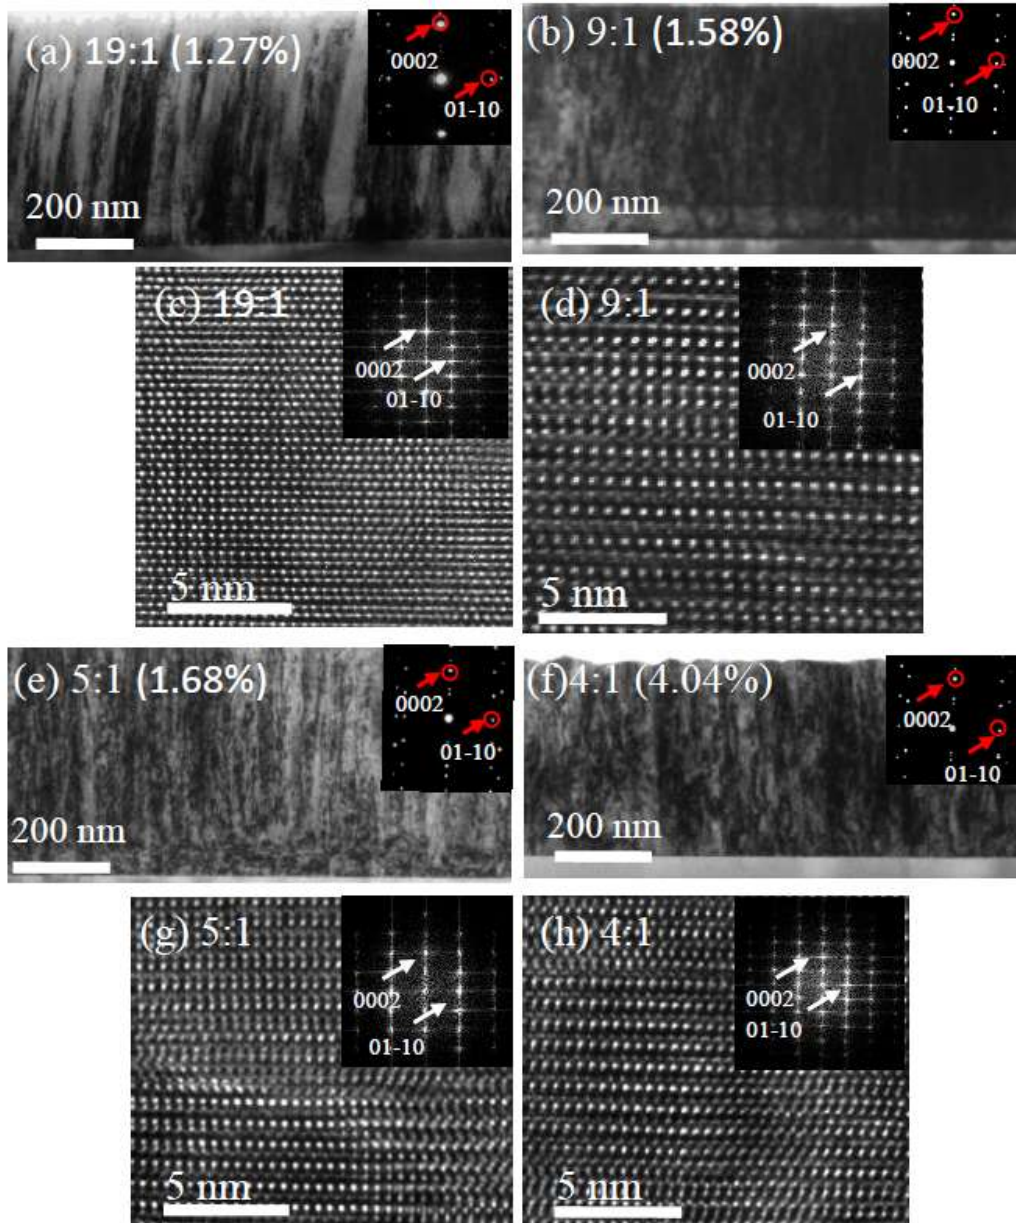 (a) 19:1 (1.27%)
0002
01-10
200 nm
(b) 9:1 (1.58%)
0002
01-10
200 nm
(c) 19:1
0002
01-10
5 nm
(d) 9:1
0002
01-10
5 nm
(e) 5:1 (1.68%)
0002
01-10
200 nm
(f)4:1 (4.04%)
0002
01-10
200 nm
(g) 5:1
0002
01-10
5 nm
(h) 4:1
0002
01-10
5 nm